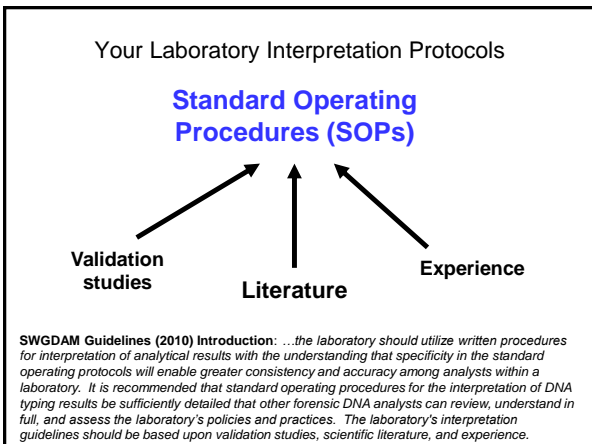 Your Laboratory Interpretation Protocols
Standard Operating
Procedures (SOPs)
Validation
studies
Literature
Experience
SWGDAM Guidelines (2010) Introduction: …the laboratory should utilize written procedures
for interpretation of analytical results with the understanding that specificity in the standard
operating protocols will enable greater consistency and accuracy among analysts within a
laboratory. It is recommended that standard operating procedures for the interpretation of DNA
typing results be sufficiently detailed that other forensic DNA analysts can review, understand in
full, and assess the laboratory's policies and practices. The laboratory's interpretation
guidelines should be based upon validation studies, scientific literature, and experience.